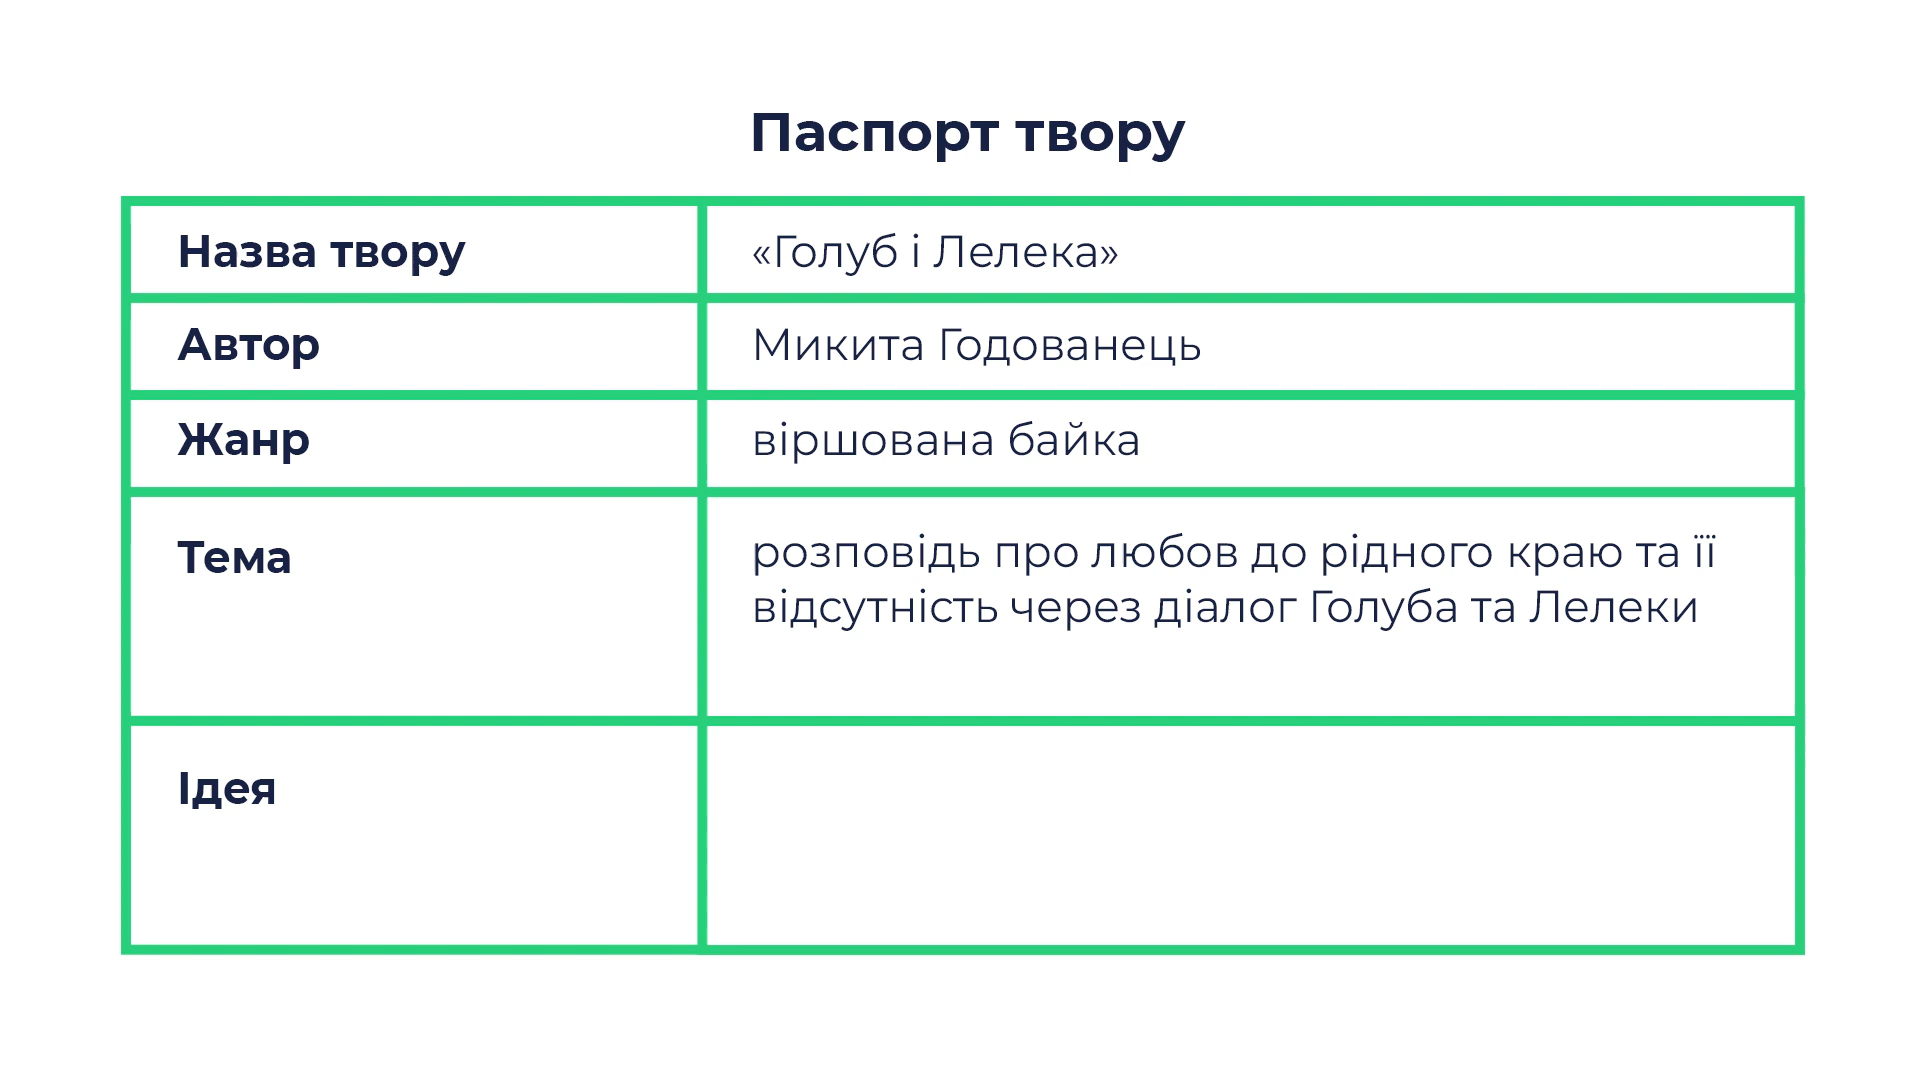 Паспорт твору
Назва твору
«Голуб і Лелека»
Автор
Микита Годованець
Жанр
віршована байка
Тема
розповідь про любов до рідного краю та її
відсутність через діалог Голуба та Лелеки
Ідея